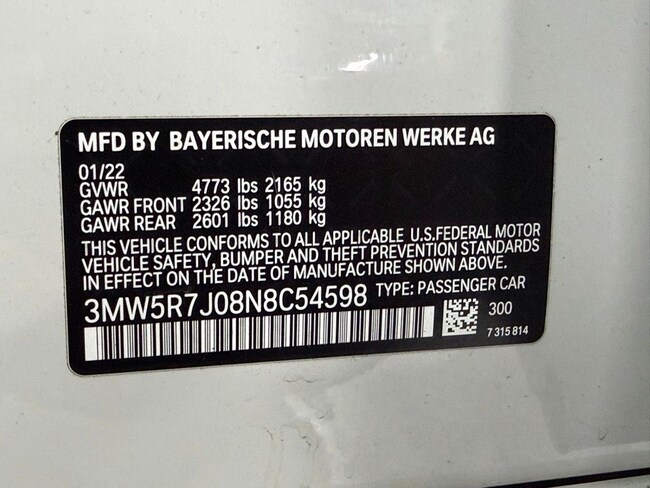 MFD BY BAYERISCHE MOTOREN WERKE AG
01/22
GVWR 4773 lbs 2165 kg
GAWR FRONT 2326 lbs 1055 kg
GAWR REAR 2601 lbs 1180 kg
THIS VEHICLE CONFORMS TO ALL APPLICABLE U.S.FEDERAL MOTOR
VEHICLE SAFETY, BUMPER AND THEFT PREVENTION STANDARDS
IN EFFECT ON THE DATE OF MANUFACTURE SHOWN ABOVE.
3MW5R7J08N8C54598 TYPE: PASSENGER CAR
300
7 315 814